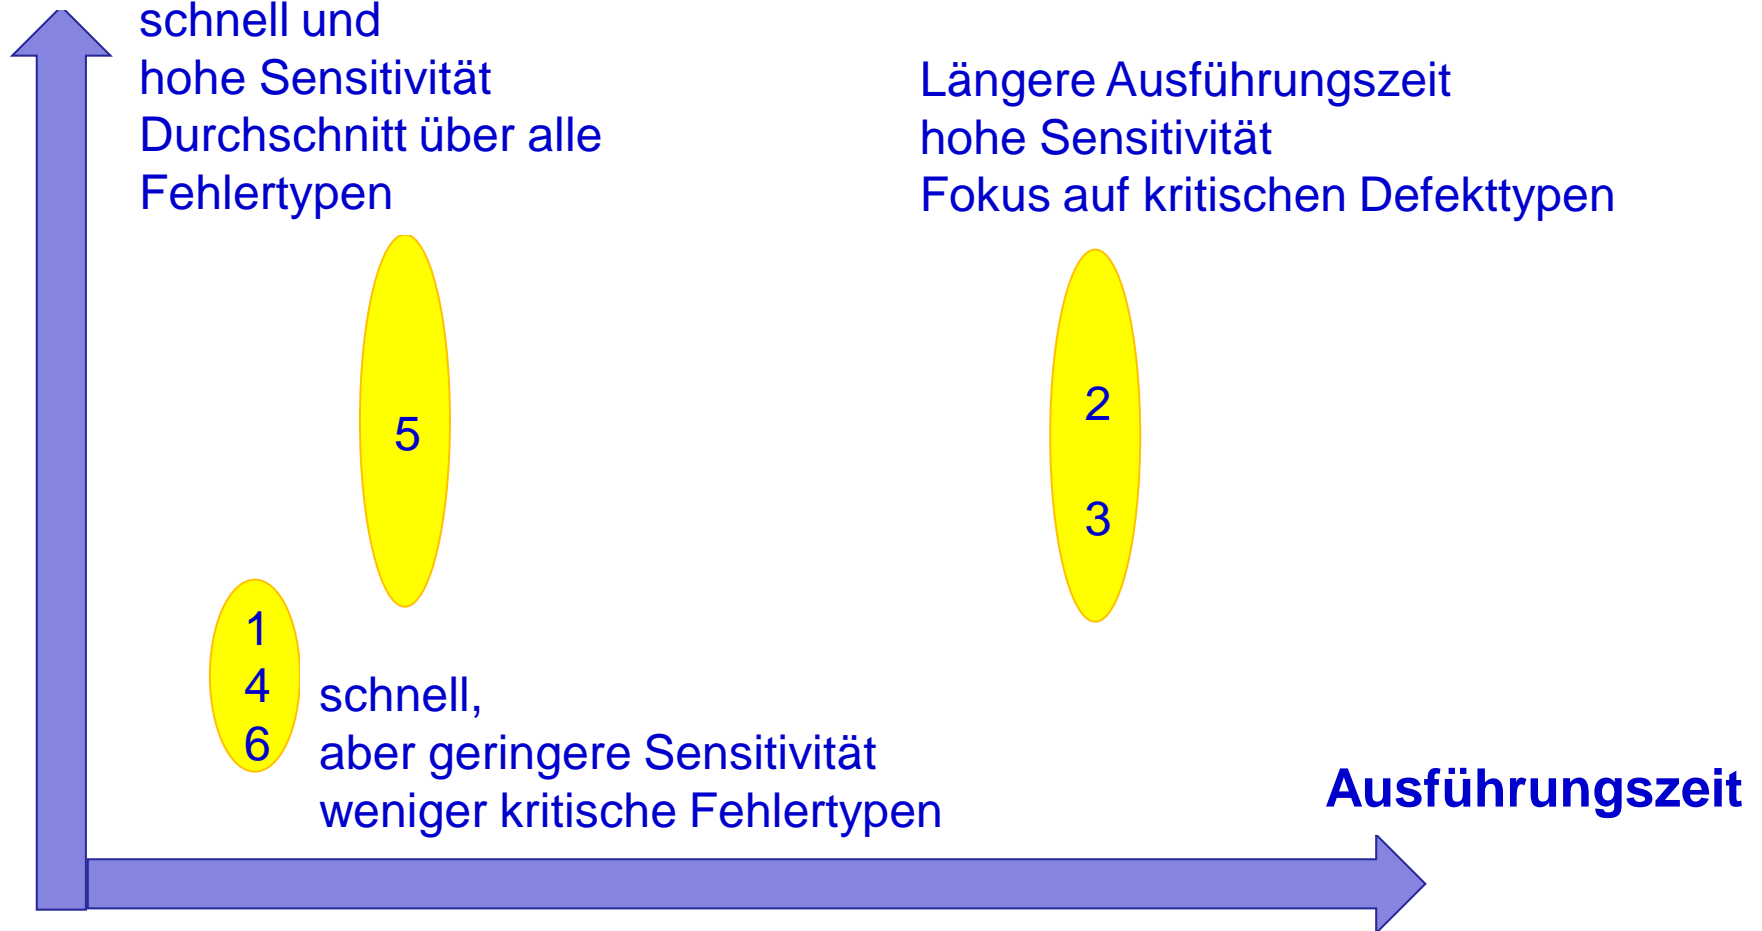 schnell und
hohe Sensitivität
Durchschnitt über alle
Fehlertypen
Längere Ausführungszeit
hohe Sensitivität
Fokus auf kritischen Defekttypen
5
2
3
1
4
6
schnell,
aber geringere Sensitivität
weniger kritische Fehlertypen
Ausführungszeit